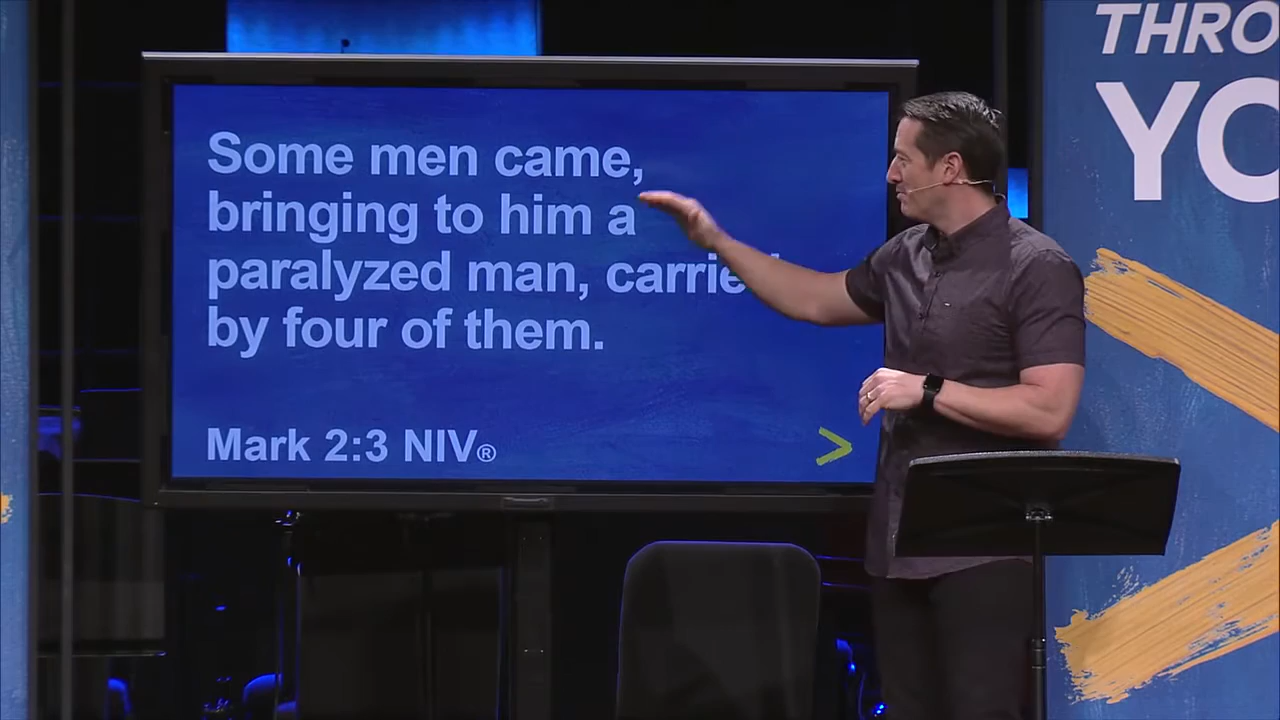 Some men came,
bringing to him a
paralyzed man, carrie
by four of them.
Mark 2:3 NIV®
>
THRO
YO